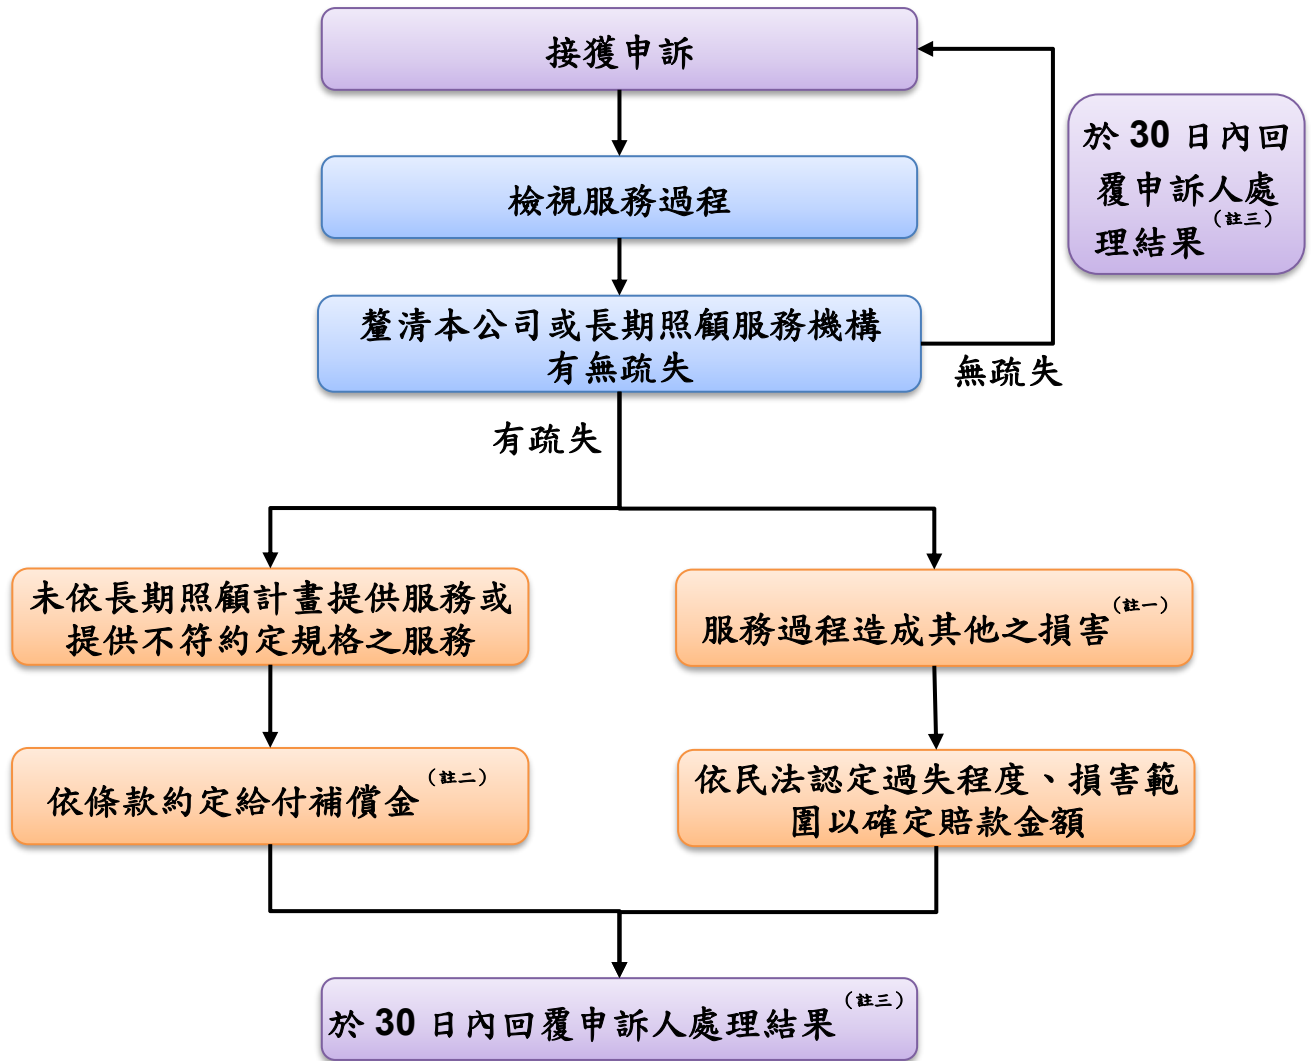 接獲申訴
於 30 日內回
覆申訴人處
理結果（註三）
檢視服務過程
釐清本公司或長期照顧服務機構
有無疏失
無疏失
有疏失
未依長期照顧計畫提供服務或
提供不符約定規格之服務
服務過程造成其他之損害（註一）
依條款約定給付補償金（註二）
依民法認定過失程度、損害範
圍以確定賠款金額
於 30 日內回覆申訴人處理結果（註三）